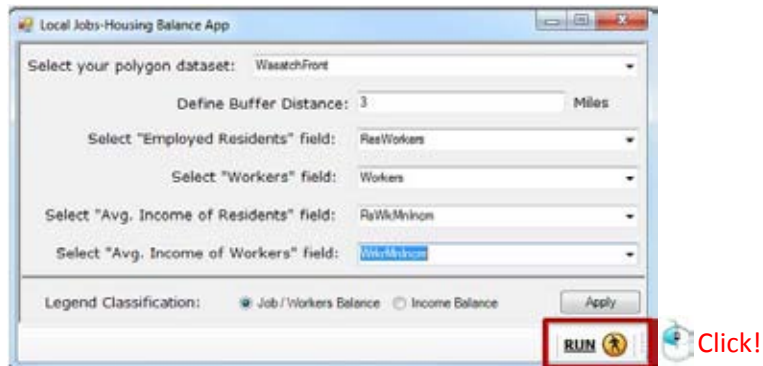 Local Jobs-Housing Balance App
Select your polygon dataset: WasatchFront
Define Buffer Distance: 3 Miles
Select "Employed Residents" field: ResWorkers
Select "Workers" field: Workers
Select "Avg. Income of Residents" field: RsWkMnIncm
Select "Avg. Income of Workers" field: WrkrMnIncm
Legend Classification: Job / Workers Balance Income Balance Apply
RUN Click!